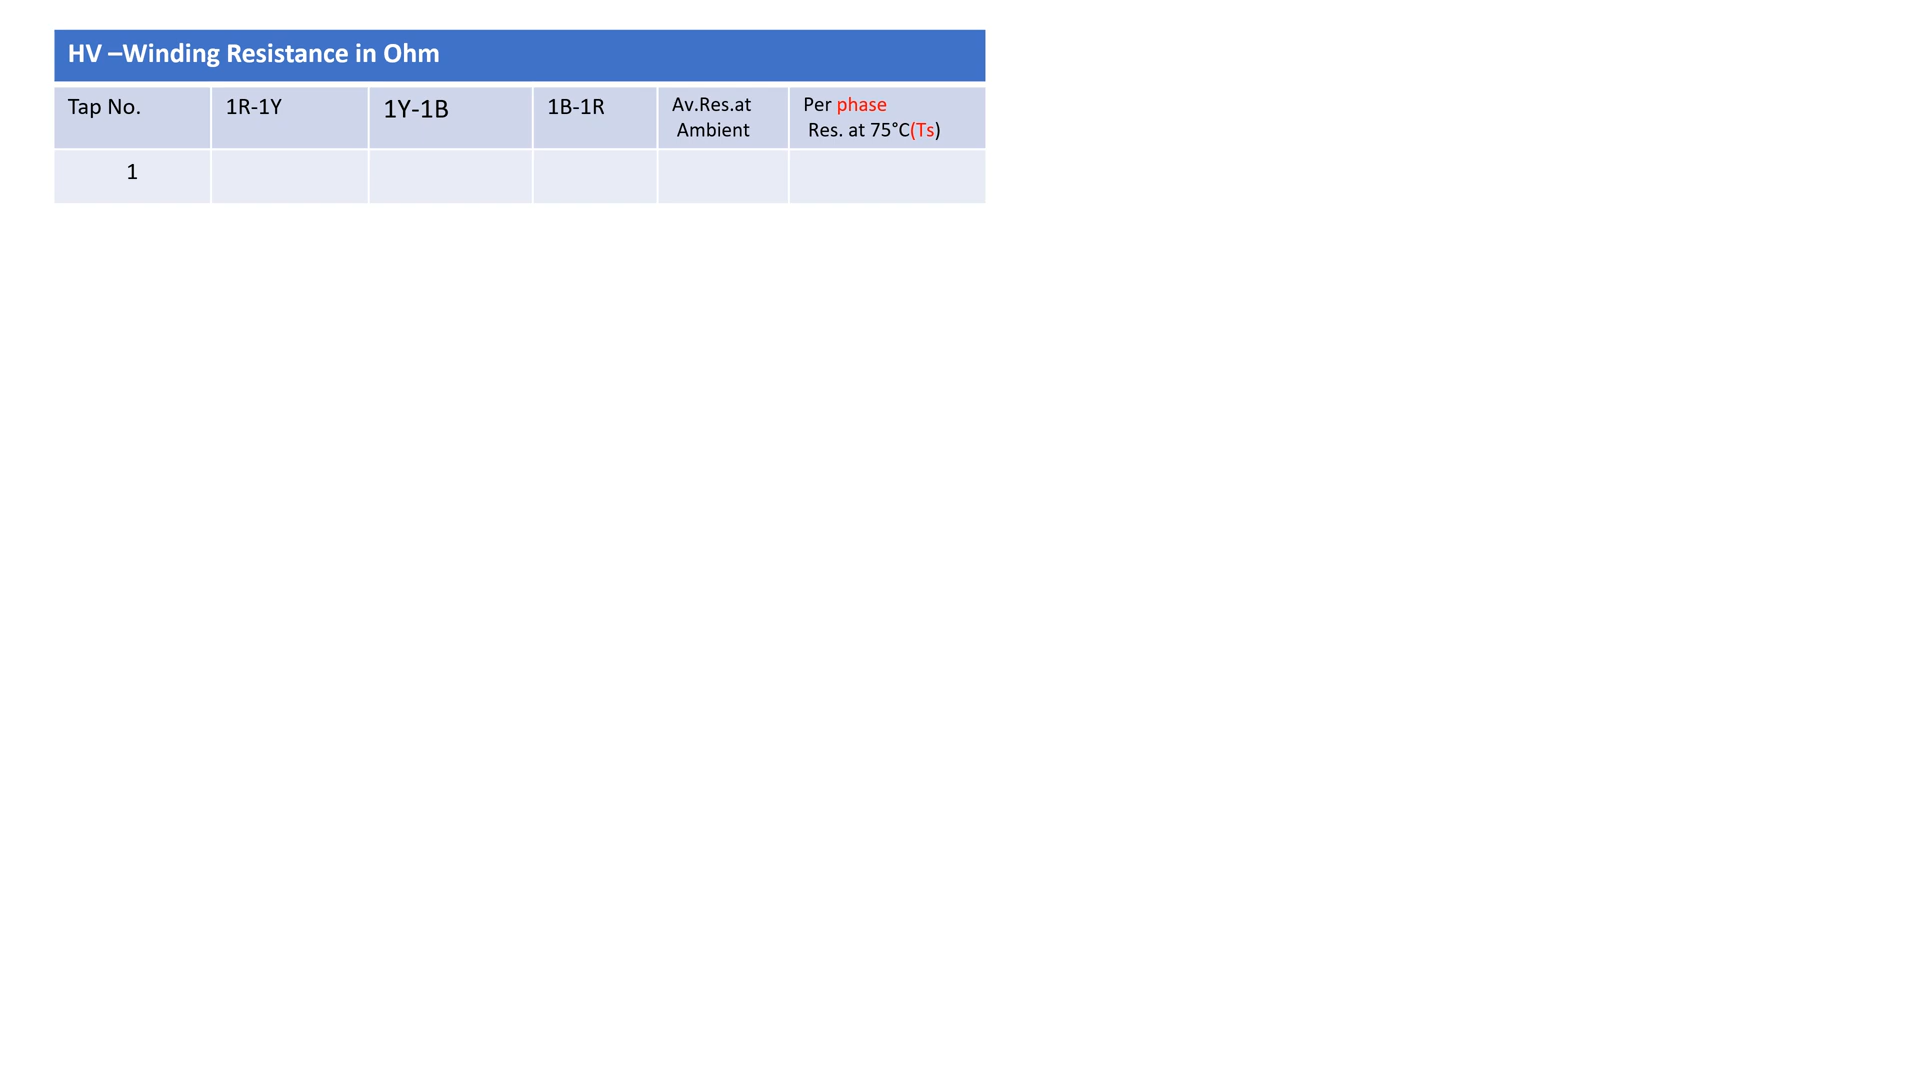 HV –Winding Resistance in Ohm
Tap No. 1R-1Y 1Y-1B 1B-1R Av.Res.at Ambient Per phase Res. at 75°C(Ts)
1